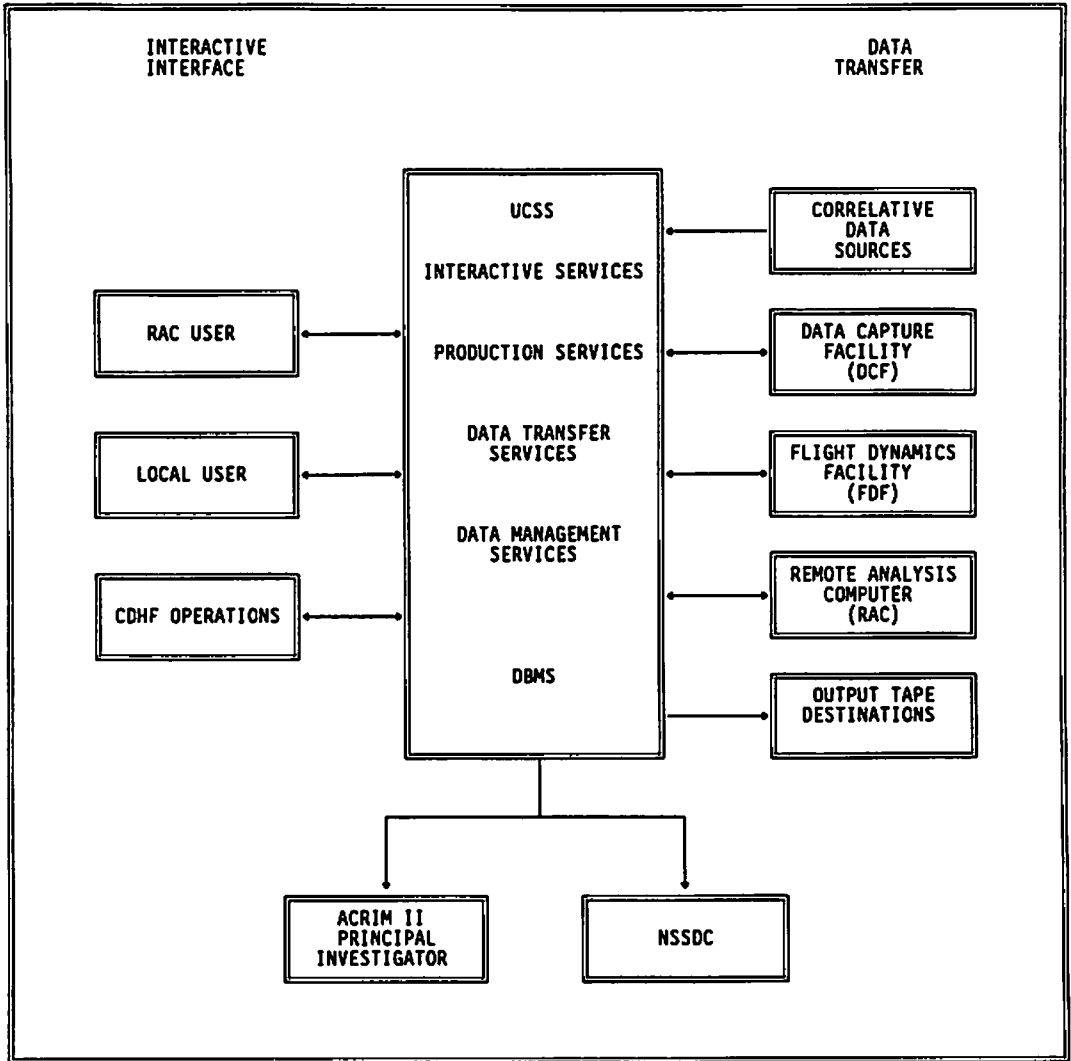 INTERACTIVE
INTERFACE
DATA
TRANSFER
UCSS
INTERACTIVE SERVICES
PRODUCTION SERVICES
DATA TRANSFER
SERVICES
DATA MANAGEMENT
SERVICES
DBMS
RAC USER
LOCAL USER
CDHF OPERATIONS
CORRELATIVE
DATA
SOURCES
DATA CAPTURE
FACILITY
(DCF)
FLIGHT DYNAMICS
FACILITY
(FDF)
REMOTE ANALYSIS
COMPUTER
(RAC)
OUTPUT TAPE
DESTINATIONS
ACRIM II
PRINCIPAL
INVESTIGATOR
NSSDC